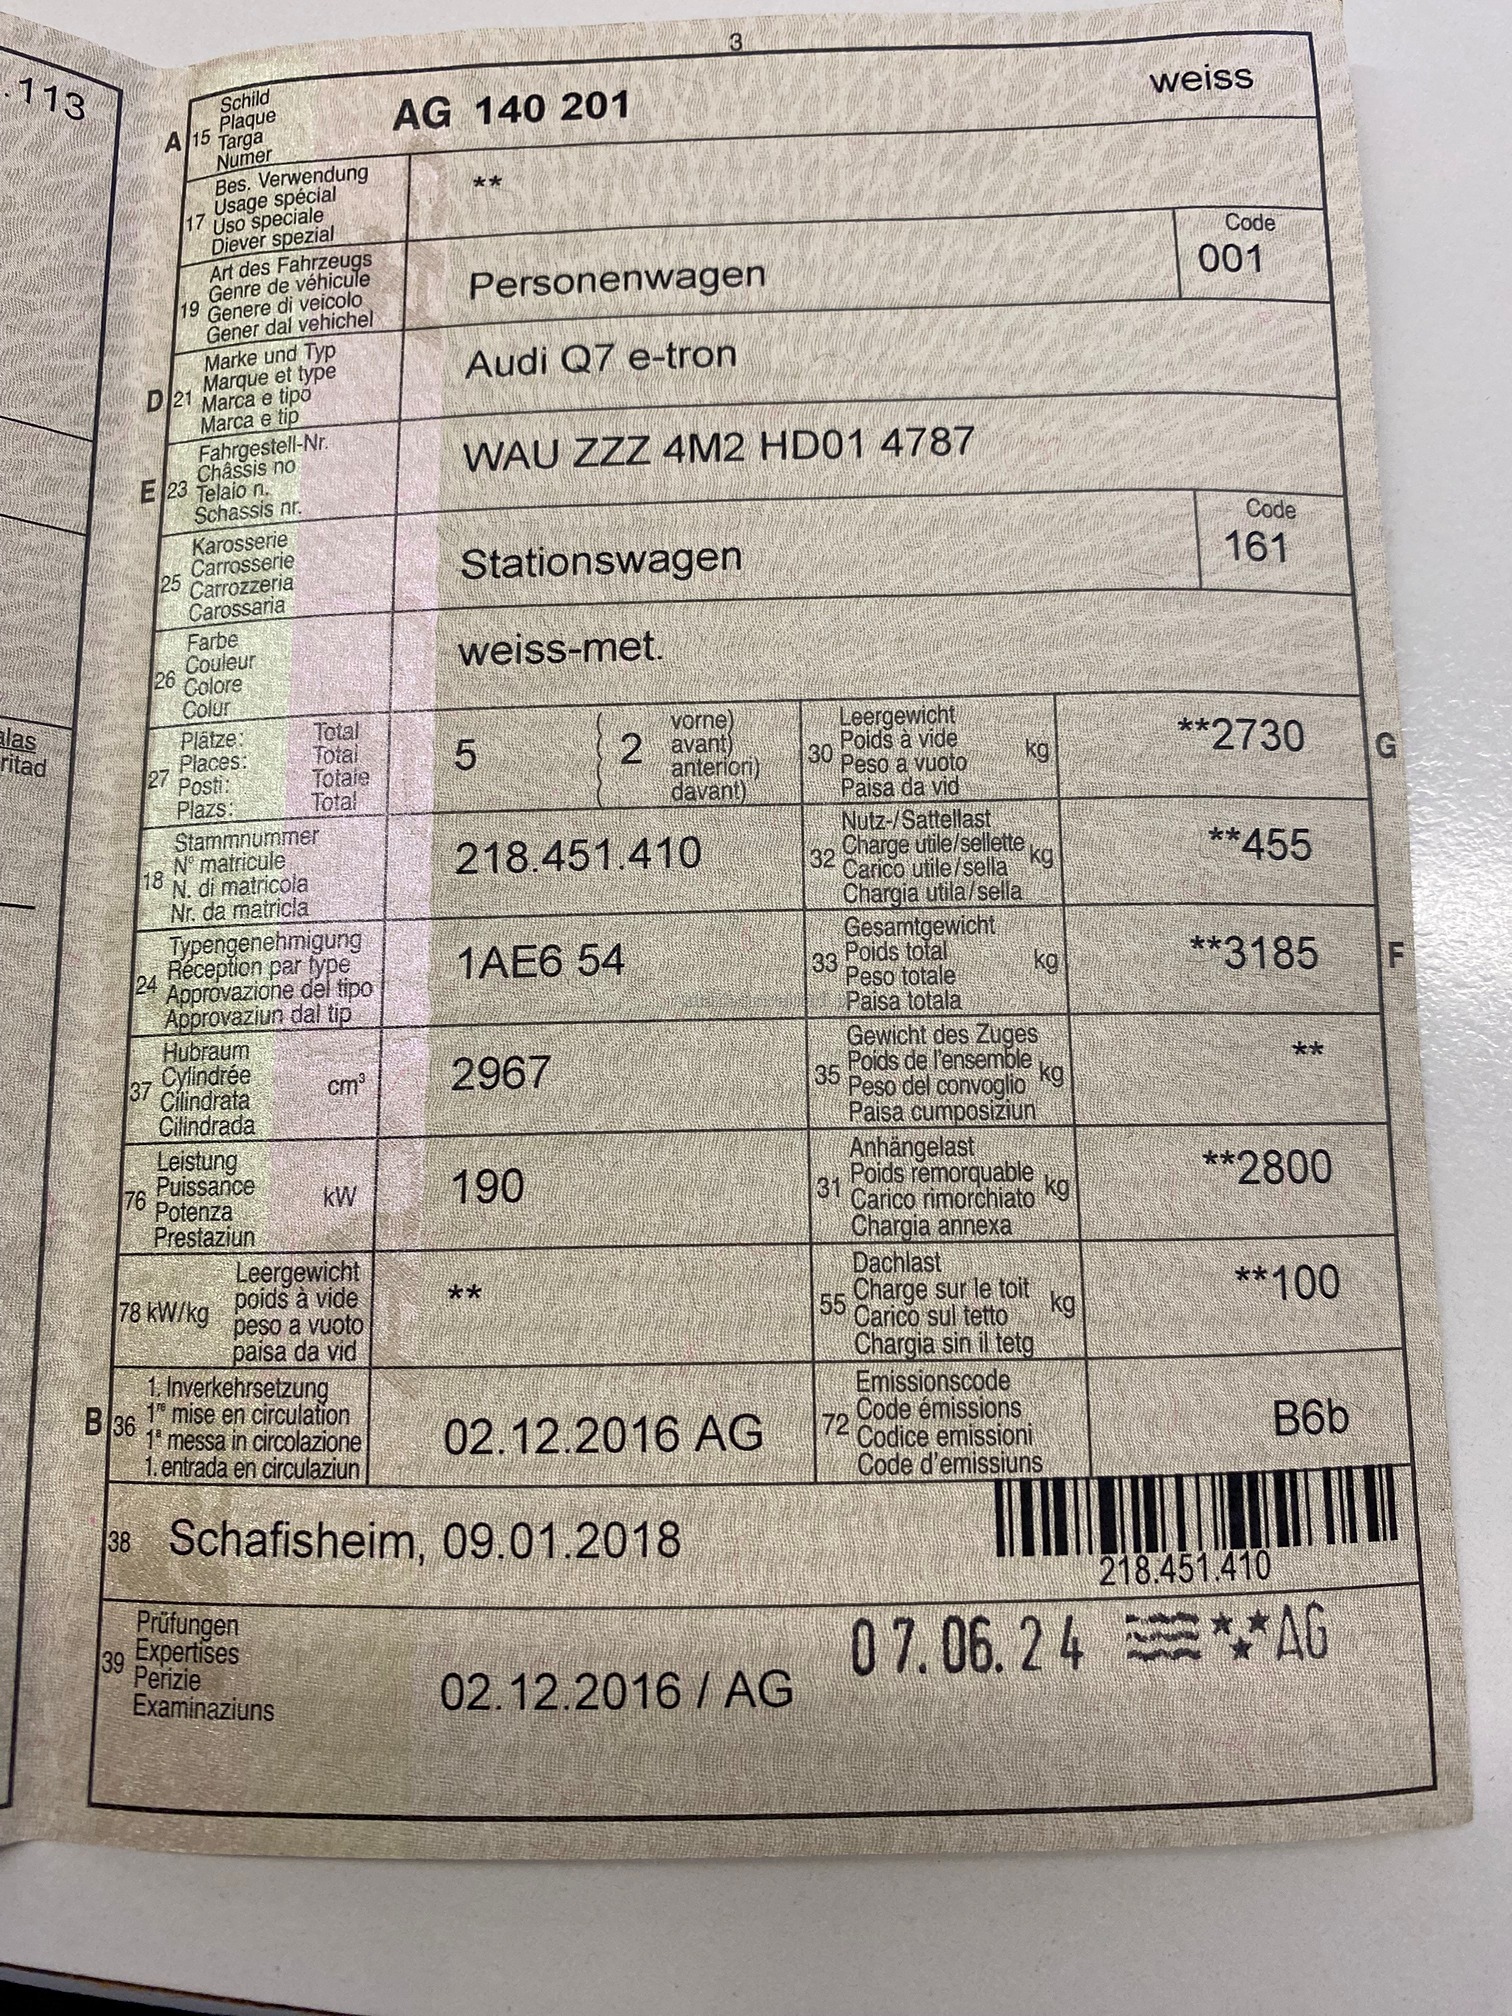 3
.113
A 15 Schild
Plaque
Targa
Numer
AG 140 201
weiss
17 Bes. Verwendung
Usage spécial
Uso speciale
Diever spezial
**
19 Art des Fahrzeugs
Genre de véhicule
Genere di veicolo
Gener dal vehichel
Personenwagen
Code
001
D 21 Marke und Typ
Marque et type
Marca e tipo
Marca e tip
Audi Q7 e-tron
E 23 Fahrgestell-Nr.
Châssis no
Telaio n.
Schassis nr.
WAU ZZZ 4M2 HD01 4787
25 Karosserie
Carrosserie
Carrozzeria
Carossaria
Stationswagen
Code
161
26 Farbe
Couleur
Colore
Colur
weiss-met.
27 Plätze: Total
Places: Total
Posti: Totale
Plazs: Total
5
2
vorne)
avant)
anteriori)
davant)
30 Leergewicht
Poids à vide
Peso a vuoto
Paisa da vid
kg
**2730
G
alas
ritad
18 Stammnummer
N° matricule
N. di matricola
Nr. da matricla
218.451.410
32 Nutz-/Sattellast
Charge utile/sellette
Carico utile/sella
Chargia utila/sella
kg
**455
24 Typengenehmigung
Réception par type
Approvazione del tipo
Approvaziun dal tip
1AE6 54
33 Gesamtgewicht
Poids total
Peso totale
Paisa totala
kg
**3185
F
37 Hubraum
Cylindrée
Cilindrata
Cilindrada
cm³
2967
35 Gewicht des Zuges
Poids de l'ensemble
Peso del convoglio
Paisa cumposiziun
kg
**
76 Leistung
Puissance
Potenza
Prestaziun
kW
190
31 Anhängelast
Poids remorquable
Carico rimorchiato
Chargia annexa
kg
**2800
78 kW/kg
Leergewicht
poids à vide
peso a vuoto
paisa da vid
**
55 Dachlast
Charge sur le toit
Carico sul tetto
Chargia sin il tetg
kg
**100
B 36 1. Inverkehrsetzung
1re mise en circulation
1a messa in circolazione
1. entrada en circulaziun
02.12.2016 AG
72 Emissionscode
Code émissions
Codice emissioni
Code d'emissiuns
B6b
38 Schafisheim, 09.01.2018
218.451.410
39 Prüfungen
Expertises
Perizie
Examinaziuns
02.12.2016 / AG
07.06.24 AG